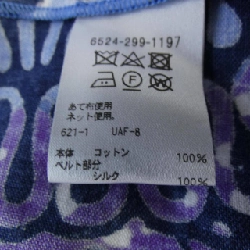 6524-299-1197
あて布使用
ネット使用。
621-1 UAF-8
本体 コットン 100%
ベルト部分
シルク 100%